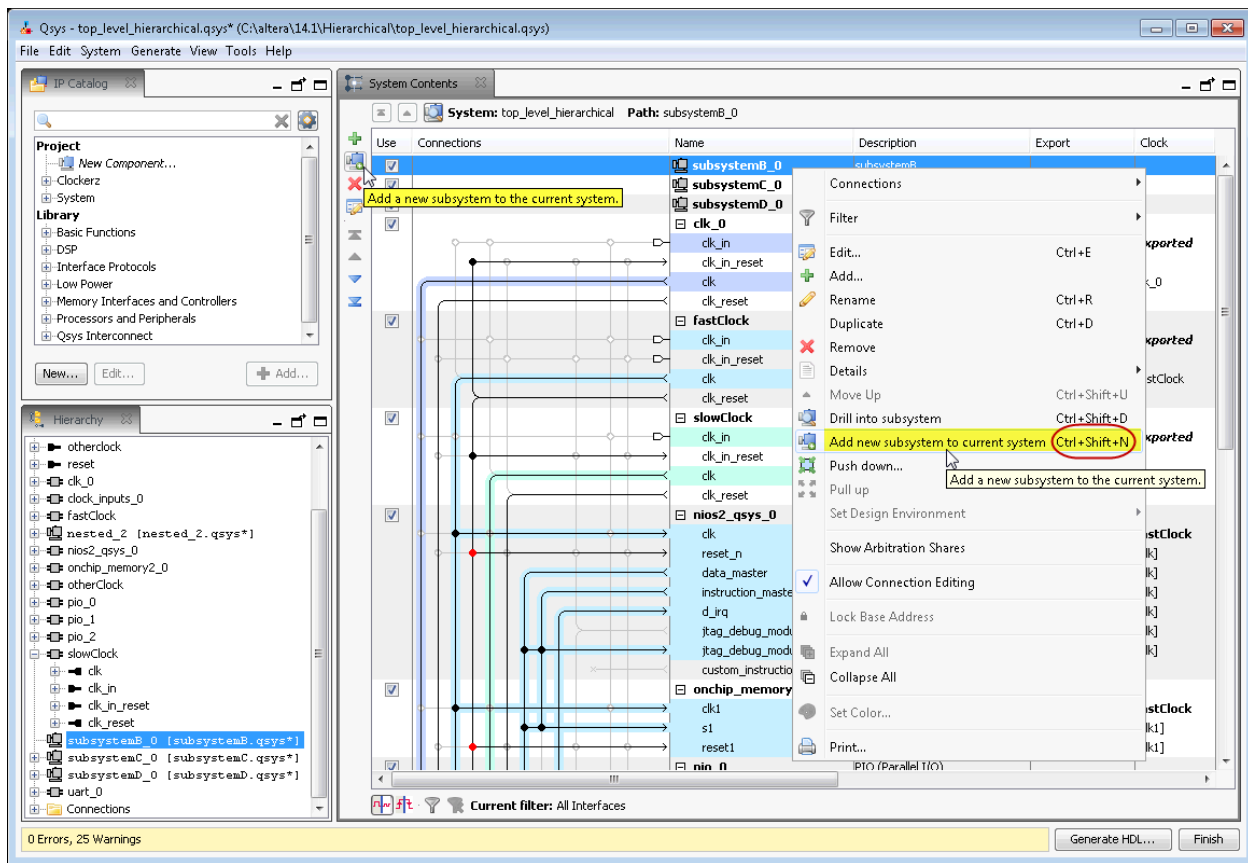 Qsys - top_level_hierarchical.qsys* (C:\altera\14.1\Hierarchical\top_level_hierarchical.qsys)
File Edit System Generate View Tools Help
IP Catalog
Project
New Component...
Clockerz
System
Library
Basic Functions
DSP
Interface Protocols
Low Power
Memory Interfaces and Controllers
Processors and Peripherals
Qsys Interconnect
New... Edit... Add...
Hierarchy
otherclock
reset
clk_0
clock_inputs_0
fastClock
nested_2 [nested_2.qsys*]
nios2_qsys_0
onchip_memory2_0
otherClock
pio_0
pio_1
pio_2
slowClock
clk
clk_in
clk_in_reset
clk_reset
subsystemB_0 [subsystemB.qsys*]
subsystemC_0 [subsystemC.qsys*]
subsystemD_0 [subsystemD.qsys*]
uart_0
Connections
System Contents
System: top_level_hierarchical Path: subsystemB_0
Use Connections Name Description Export Clock
subsystemB_0 subsystemB
subsystemC_0
Add a new subsystem to the current system.
subsystemD_0
clk_0
clk_in xported
clk_in_reset
clk k_0
clk_reset
fastClock
clk_in xported
clk_in_reset
clk stClock
clk_reset
slowClock
clk_in xported
clk_in_reset
clk
clk_reset
nios2_qsys_0
clk astClock
reset_n lk]
data_master lk]
instruction_maste lk]
d_irq lk]
jtag_debug_modu lk]
jtag_debug_modu lk]
custom_instructio
onchip_memory
clk1 astClock
s1 lk1]
reset1 lk1]
pio_0 PIO (Parallel I/O)
Connections
Filter
Edit... Ctrl+E
Add...
Rename Ctrl+R
Duplicate Ctrl+D
Remove
Details
Move Up Ctrl+Shift+U
Drill into subsystem Ctrl+Shift+D
Add new subsystem to current system Ctrl+Shift+N
Push down...
Add a new subsystem to the current system.
Pull up
Set Design Environment
Show Arbitration Shares
Allow Connection Editing
Lock Base Address
Expand All
Collapse All
Set Color...
Print...
Current filter: All Interfaces
0 Errors, 25 Warnings
Generate HDL... Finish